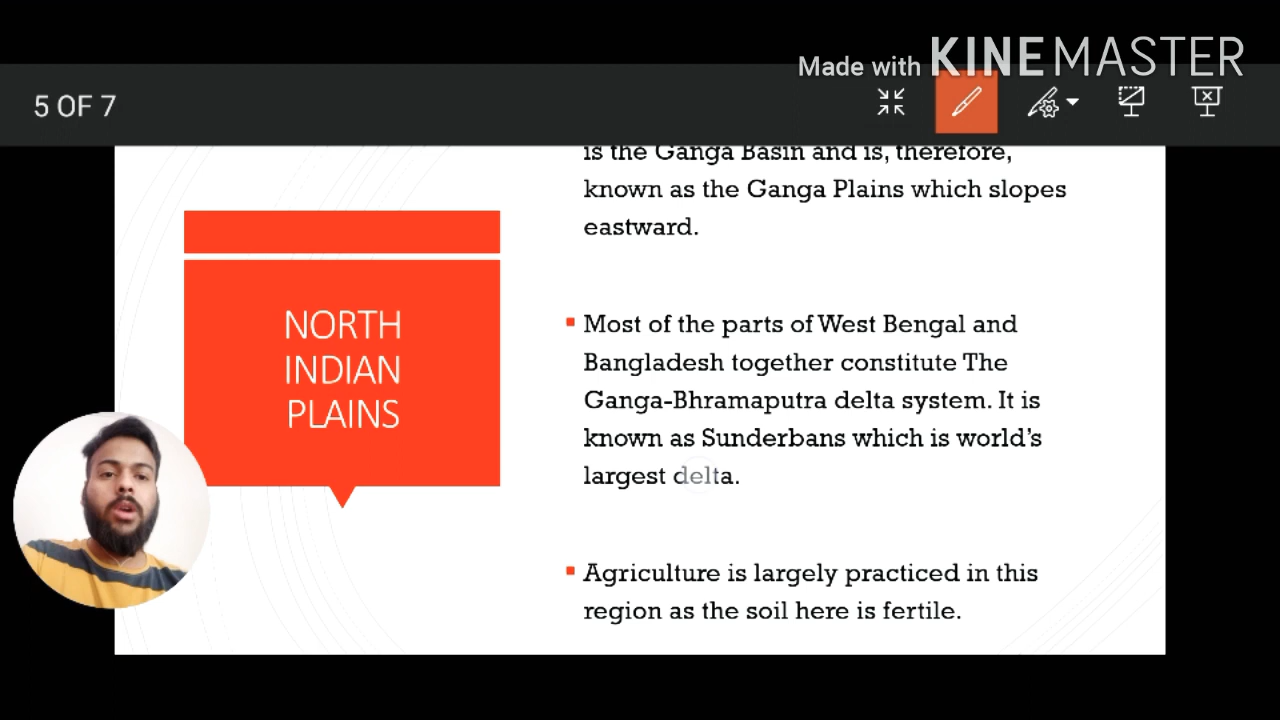 Made with KINEMASTER
5 OF 7
is the Ganga Basin and is, therefore,
known as the Ganga Plains which slopes
eastward.
NORTH
INDIAN
PLAINS
Most of the parts of West Bengal and
Bangladesh together constitute The
Ganga-Bhramaputra delta system. It is
known as Sunderbans which is world's
largest delta.
Agriculture is largely practiced in this
region as the soil here is fertile.